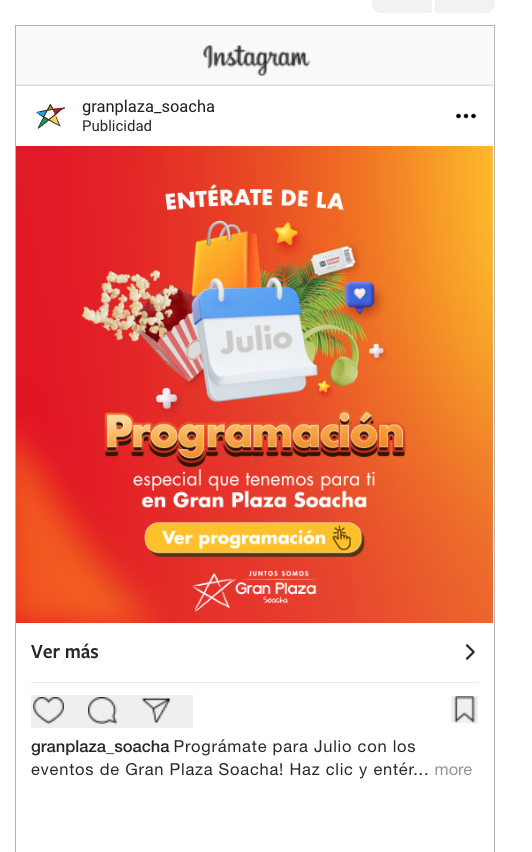 Instagram
granplaza_soacha
Publicidad
ENTÉRATE DE LA
Julio
Programación
especial que tenemos para ti
en Gran Plaza Soacha
Ver programación
JUNTOS SOMOS
Gran Plaza
Soacha
Ver más
granplaza_soacha Prográmate para Julio con los
eventos de Gran Plaza Soacha! Haz clic y entér... more